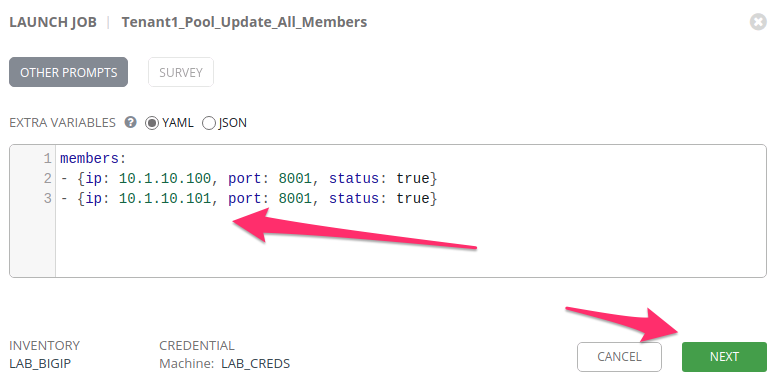 LAUNCH JOB | Tenant1_Pool_Update_All_Members
OTHER PROMPTS SURVEY
EXTRA VARIABLES ? YAML JSON
1 members:
2 - {ip: 10.1.10.100, port: 8001, status: true}
3 - {ip: 10.1.10.101, port: 8001, status: true}
INVENTORY CREDENTIAL
LAB_BIGIP Machine: LAB_CREDS
CANCEL NEXT